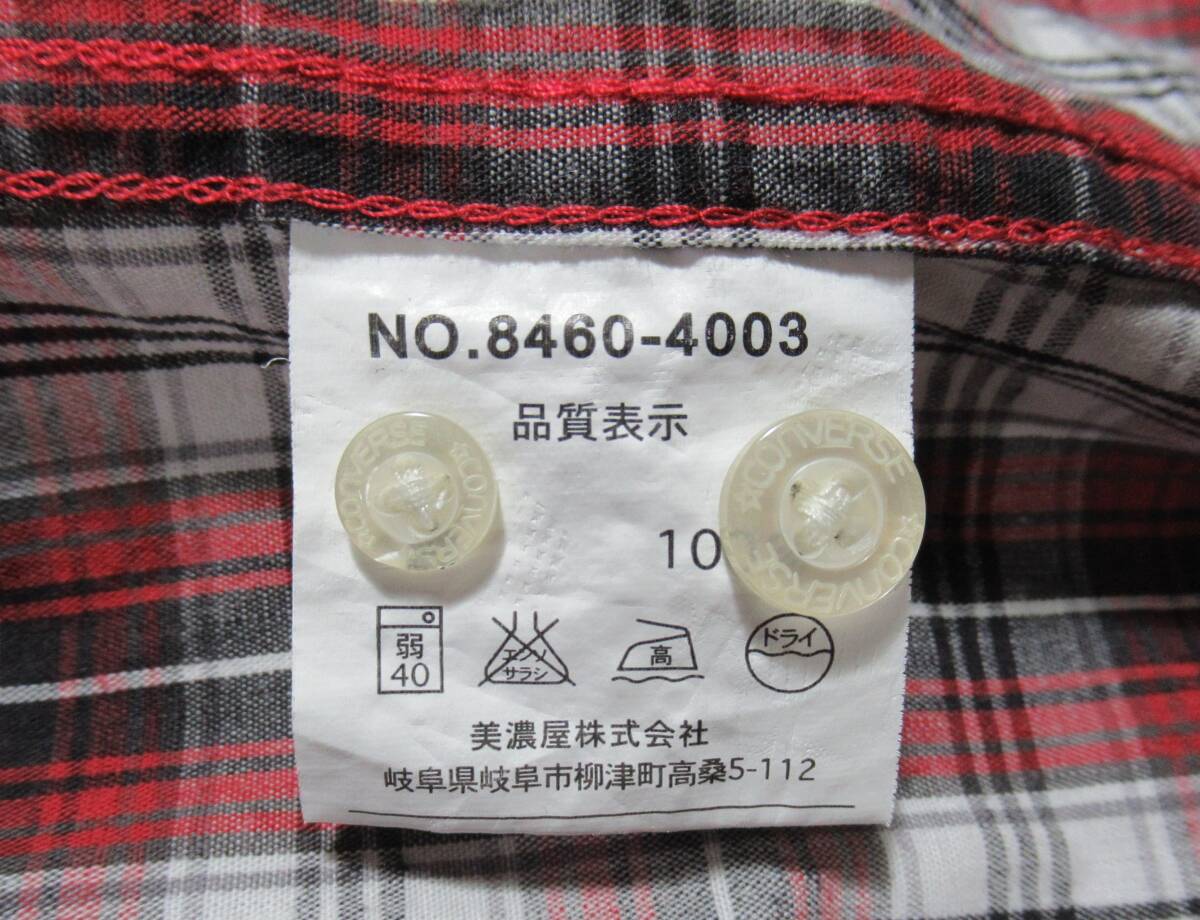 NO.8460-4003
品質表示
☆CONVERSE ☆CONVERSE
☆CONVERSE ☆CONVERSE
10
弱
40
エンソ
サラシ
高
ドライ
美濃屋株式会社
岐阜県岐阜市柳津町高桑5-112